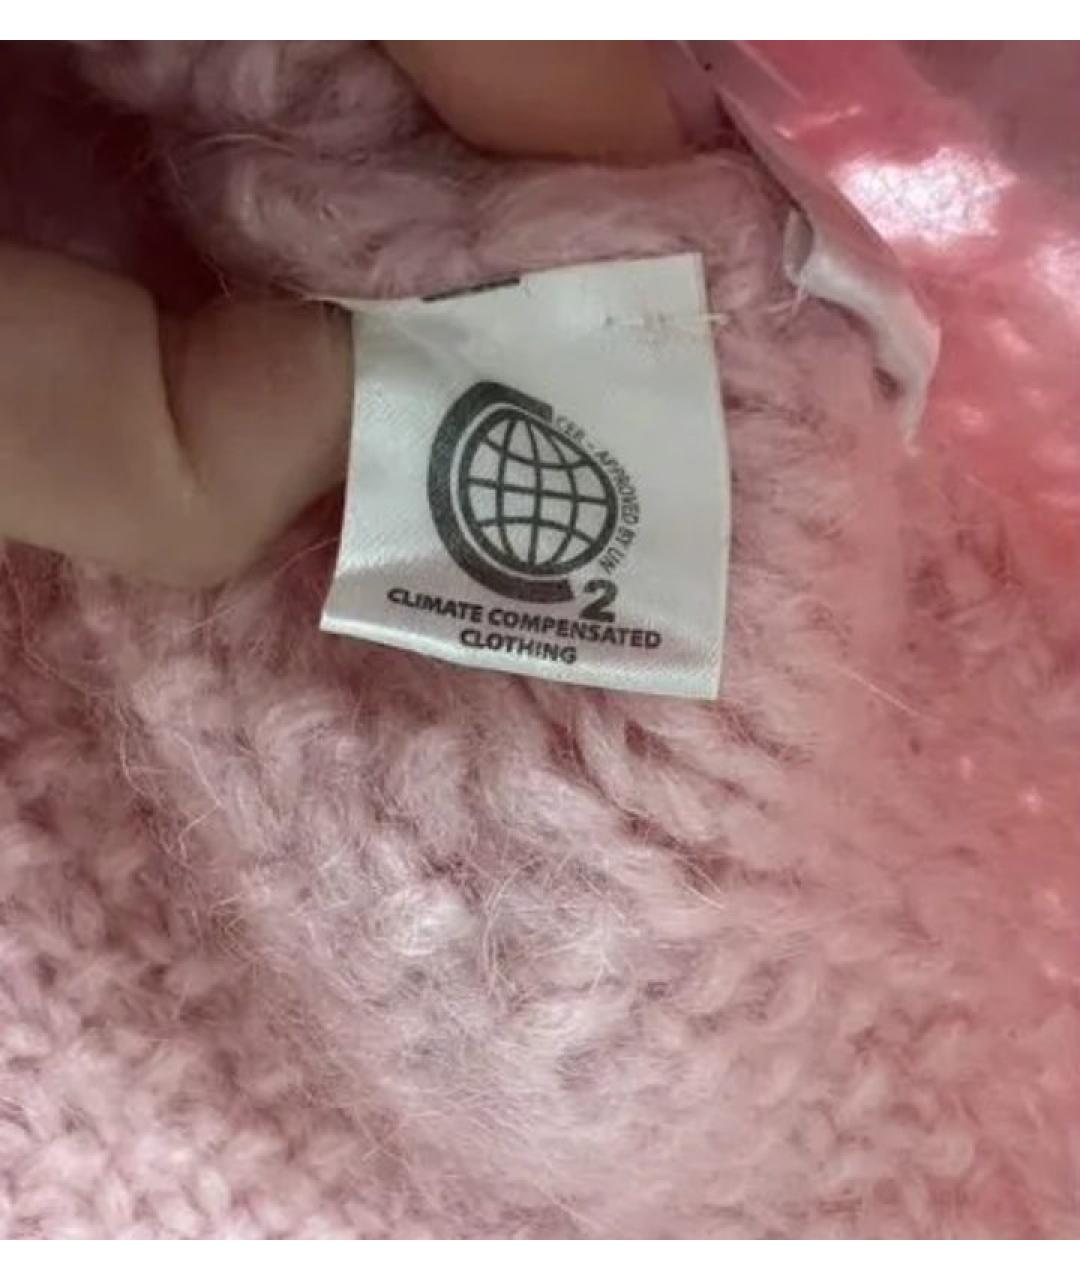 CER - APPROVED BY UN
2
CLIMATE COMPENSATED
CLOTHING